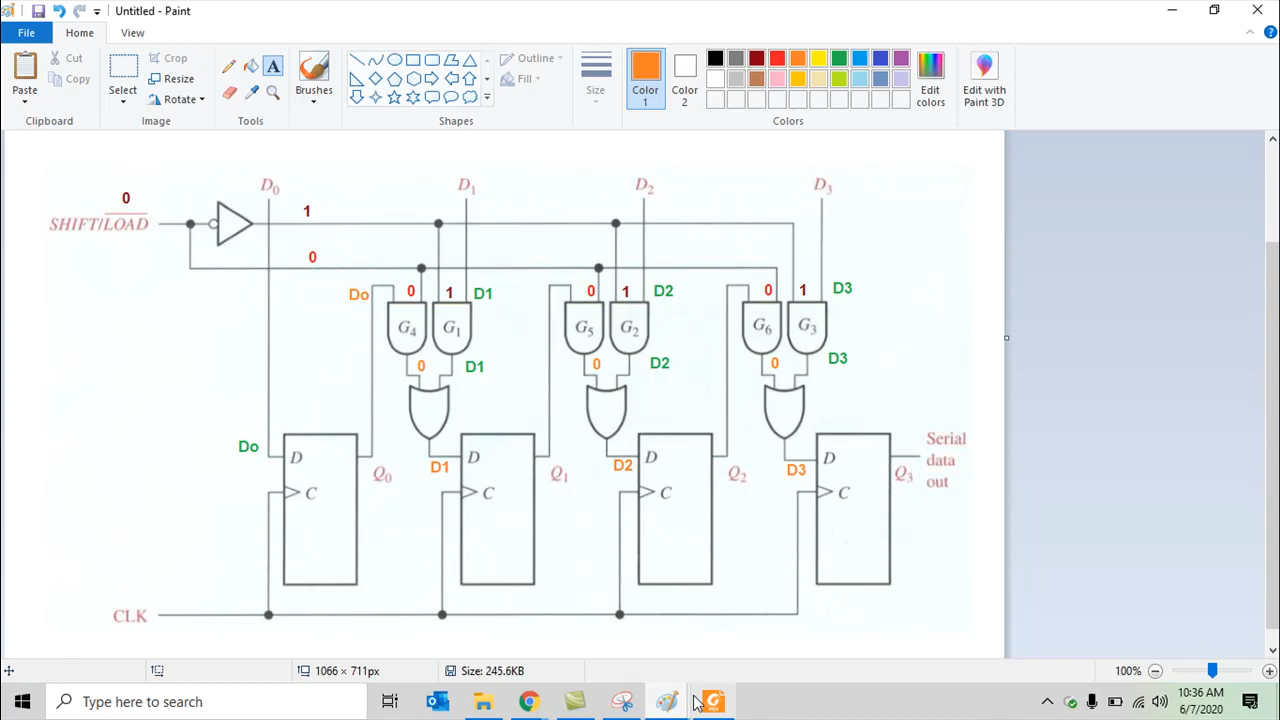 Untitled - Paint
File Home View
Paste
Cut
Copy
Clipboard
Select
Crop
Resize
Rotate
Image
A
Tools
Brushes
Outline
Fill
Shapes
Size
Color 1
Color 2
Edit colors
Edit with Paint 3D
Colors
D0 D1 D2 D3
0
SHIFT/LOAD
1
0
Do 0 1 D1 0 1 D2 0 1 D3
G4 G1 G5 G2 G6 G3
0 D1 0 D2 0 D3
Do D D1 D D2 D D3 D
Q0 Q1 Q2 Q3
Serial
data
out
C C C C
CLK
1066 × 711px Size: 245.6KB 100%
Type here to search
10:36 AM
6/7/2020